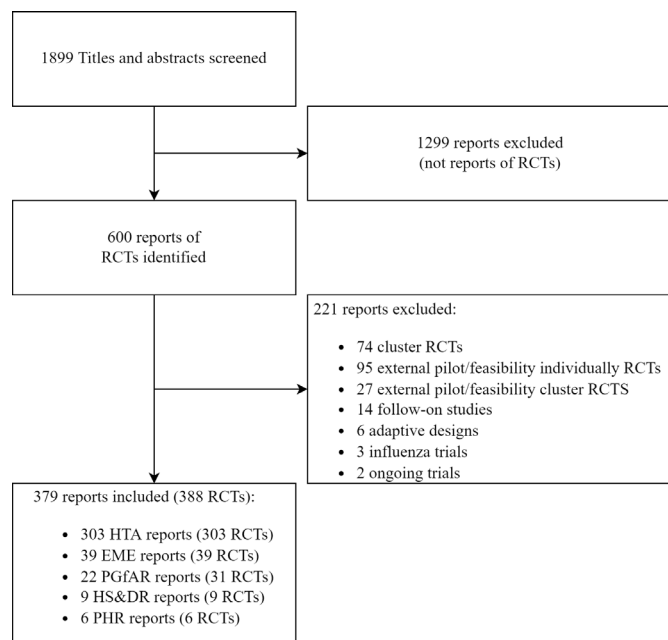 1899 Titles and abstracts screened
1299 reports excluded
(not reports of RCTs)
600 reports of
RCTs identified
221 reports excluded:
• 74 cluster RCTs
• 95 external pilot/feasibility individually RCTs
• 27 external pilot/feasibility cluster RCTS
• 14 follow-on studies
• 6 adaptive designs
• 3 influenza trials
• 2 ongoing trials
379 reports included (388 RCTs):
• 303 HTA reports (303 RCTs)
• 39 EME reports (39 RCTs)
• 22 PGfAR reports (31 RCTs)
• 9 HS&DR reports (9 RCTs)
• 6 PHR reports (6 RCTs)